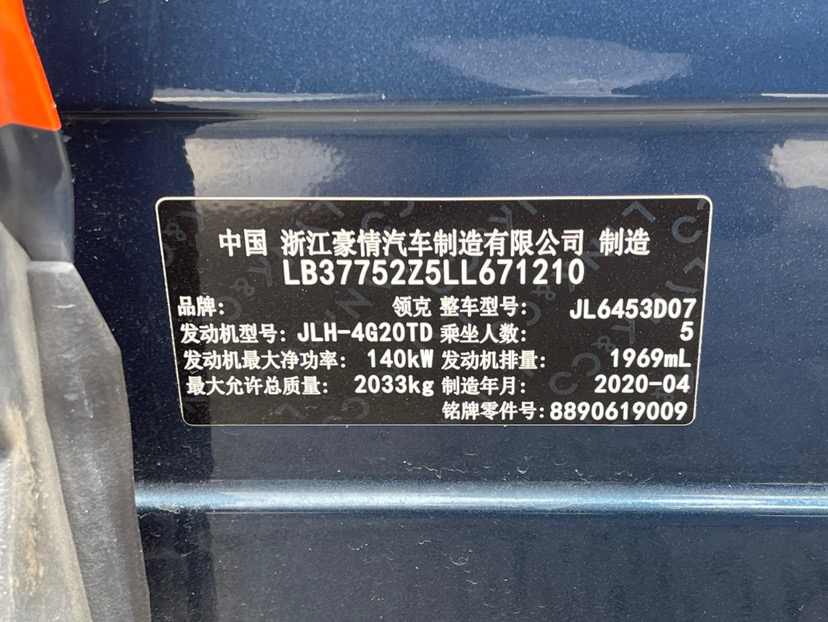 中国 浙江豪情汽车制造有限公司 制造
LB37752Z5LL671210
品牌: 领克 整车型号: JL6453D07
发动机型号: JLH-4G20TD 乘坐人数: 5
发动机最大净功率: 140kW 发动机排量: 1969mL
最大允许总质量: 2033kg 制造年月: 2020-04
铭牌零件号: 8890619009